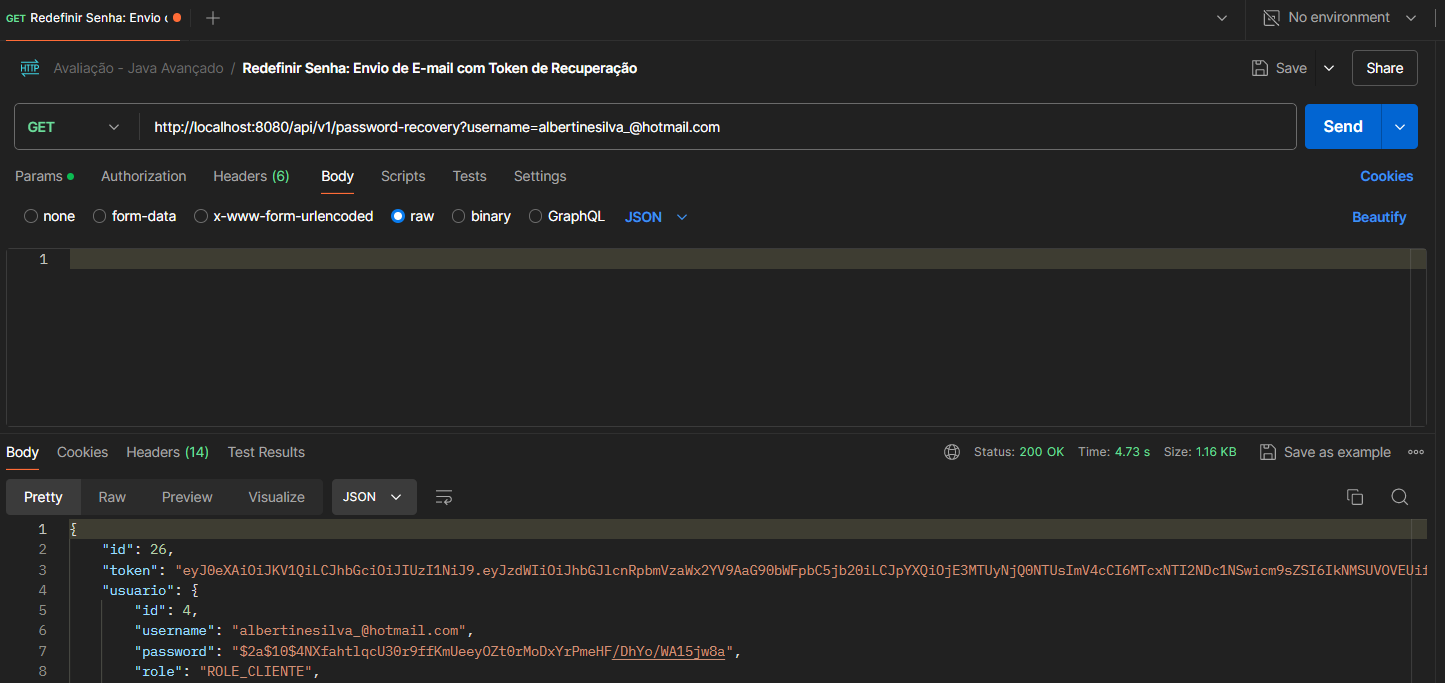 GET Redefinir Senha: Envio c
No environment
HTTP Avaliação - Java Avançado / Redefinir Senha: Envio de E-mail com Token de Recuperação
Save
Share
GET http://localhost:8080/api/v1/password-recovery?username=albertinesilva_@hotmail.com
Send
Params Authorization Headers (6) Body Scripts Tests Settings Cookies
none form-data x-www-form-urlencoded raw binary GraphQL JSON Beautify
1
Body Cookies Headers (14) Test Results Status: 200 OK Time: 4.73 s Size: 1.16 KB Save as example
Pretty Raw Preview Visualize JSON
1 {
2 "id": 26,
3 "token": "eyJ0eXAiOiJKV1QiLCJhbGciOiJIUzI1NiJ9.eyJzdWIiOiJhbGJlcnRpbmVzaWx2YV9AaG90bWFpbC5jb20iLCJpYXQiOjE3MTUyNjQ0NTUsImV4cCI6MTcxNTI2NDc1NSwicm9sZSI6IkNMSUVOVEUif
4 "usuario": {
5 "id": 4,
6 "username": "albertinesilva_@hotmail.com",
7 "password": "$2a$10$4NXfahtlqcU30r9ffKmUeeyOZt0rMoDxYrPmeHF/DhYo/WA15jw8a",
8 "role": "ROLE_CLIENTE",